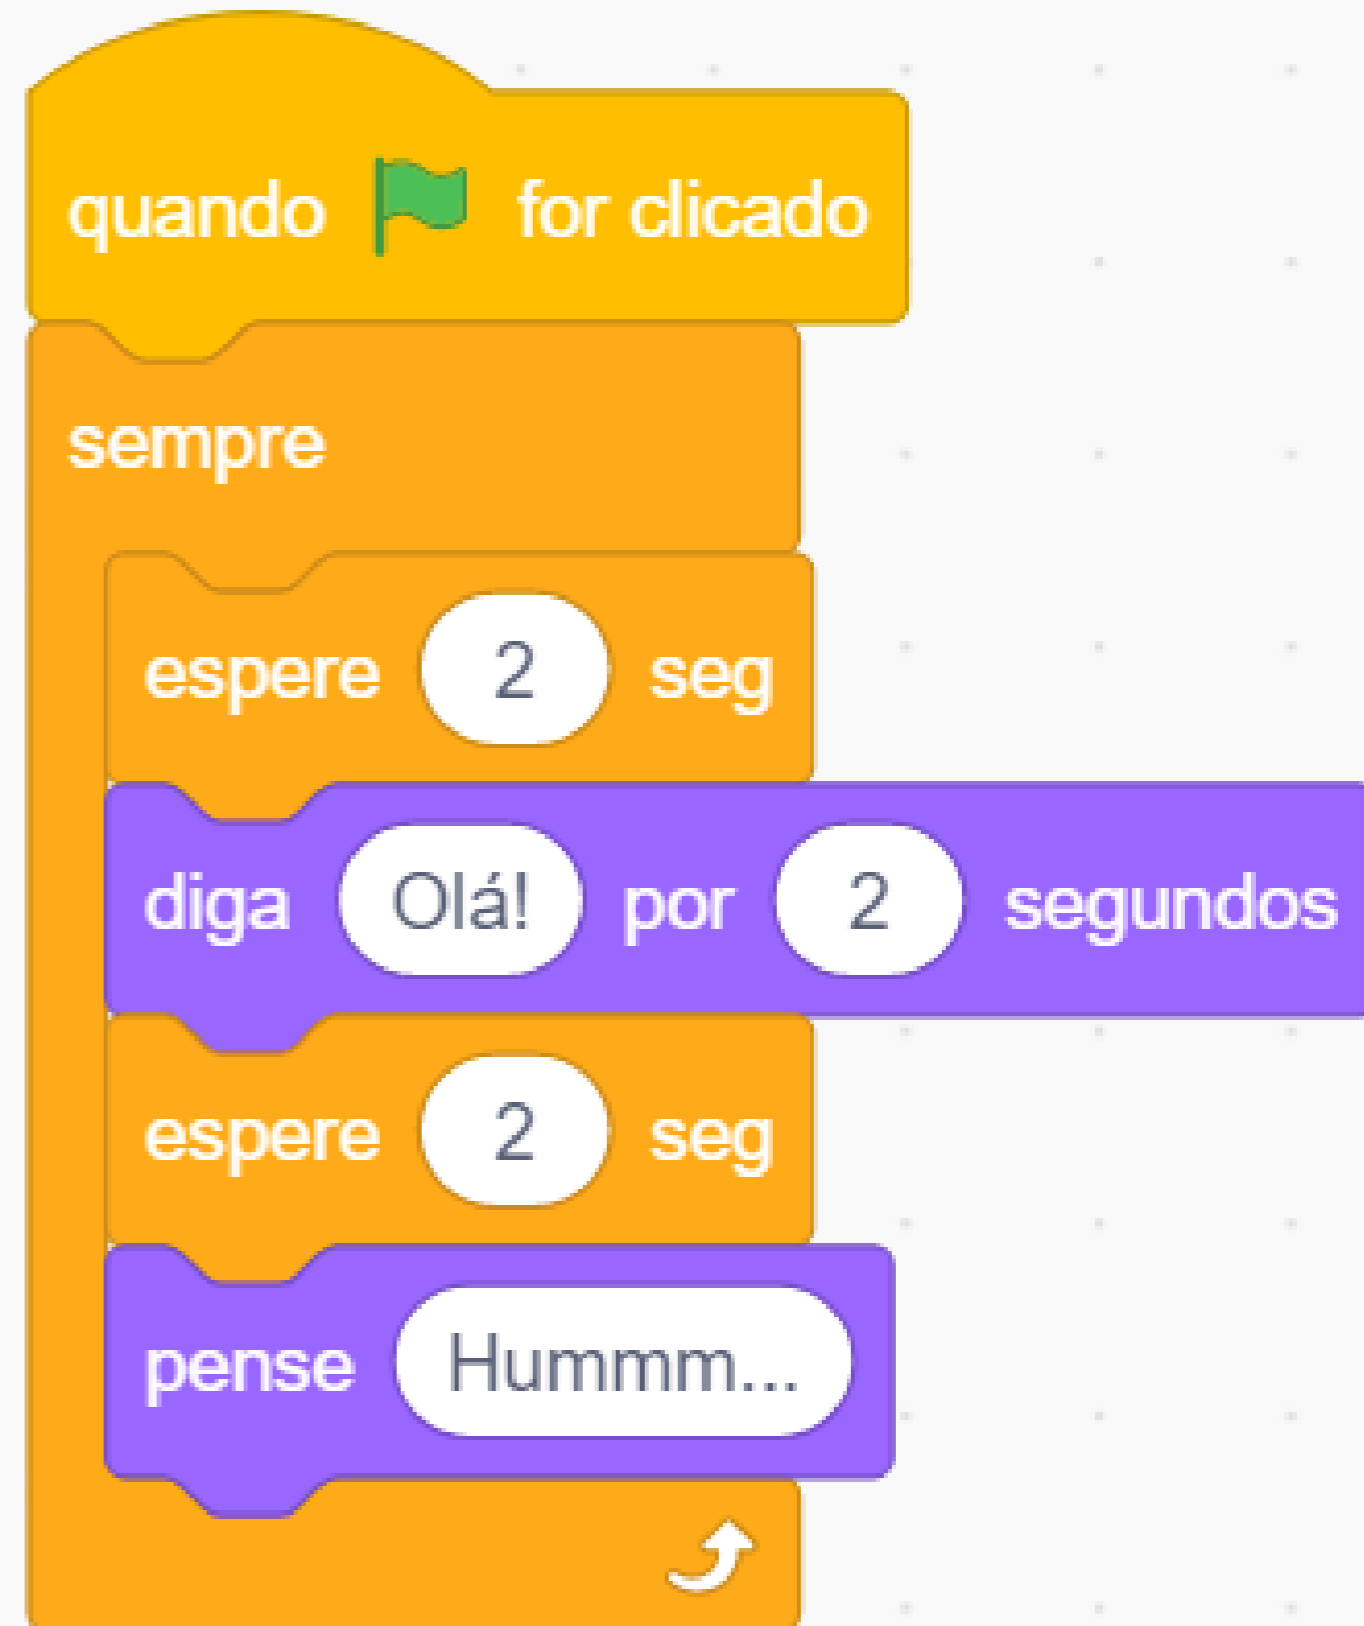 quando for clicado
sempre
espere 2 seg
diga Olá! por 2 segundos
espere 2 seg
pense Hummm...